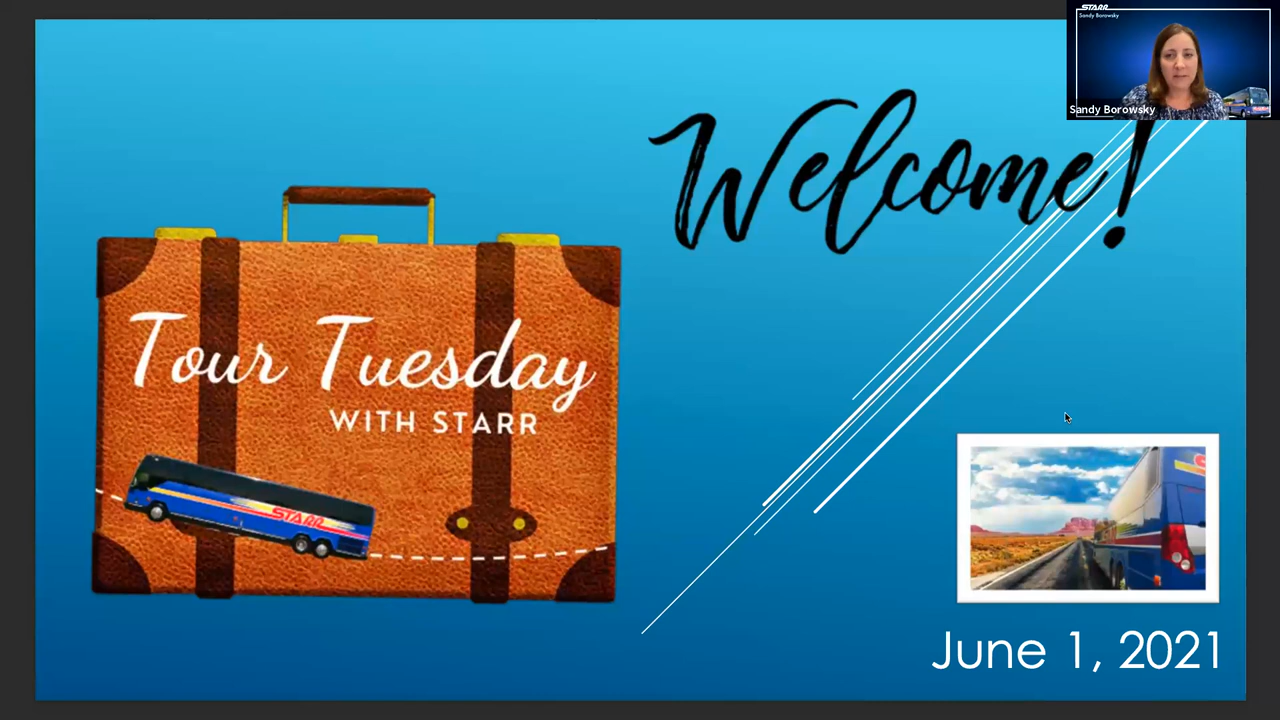 STARR
Sandy Borowsky
Sandy Borowsky
Welcome!
Tour Tuesday
WITH STARR
STARR
S
June 1, 2021